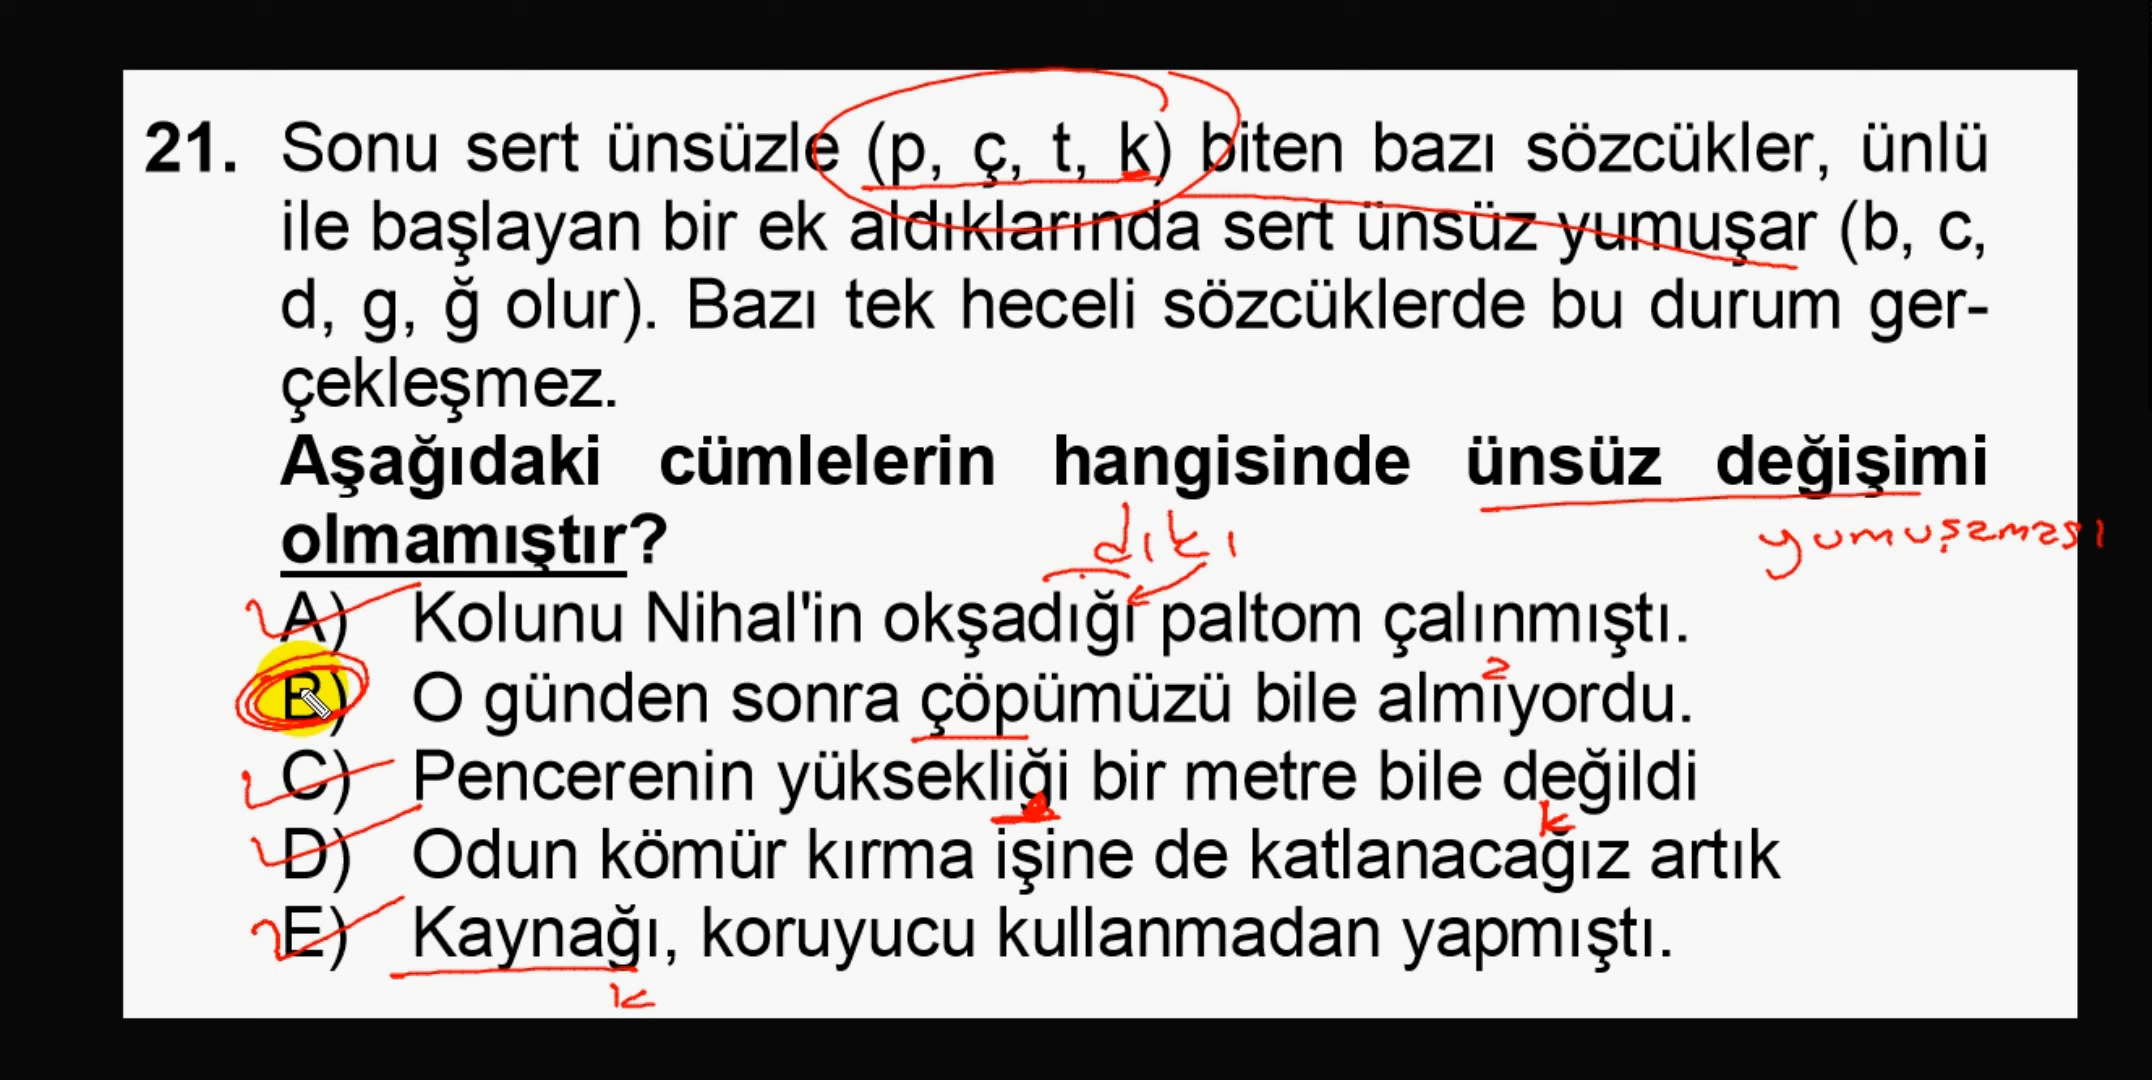 21. Sonu sert ünsüzle (p, ç, t, k) biten bazı sözcükler, ünlü
ile başlayan bir ek aldıklarında sert ünsüz yumuşar (b, c,
d, g, ğ olur). Bazı tek heceli sözcüklerde bu durum ger-
çekleşmez.
Aşağıdaki cümlelerin hangisinde ünsüz değişimi
olmamıştır?
yumuşaması
dıkı
A) Kolunu Nihal'in okşadığı paltom çalınmıştı.
a
B) O günden sonra çöpümüzü bile almıyordu.
C) Pencerenin yüksekliği bir metre bile değildi
k
D) Odun kömür kırma işine de katlanacağız artık
E) Kaynağı, koruyucu kullanmadan yapmıştı.
k